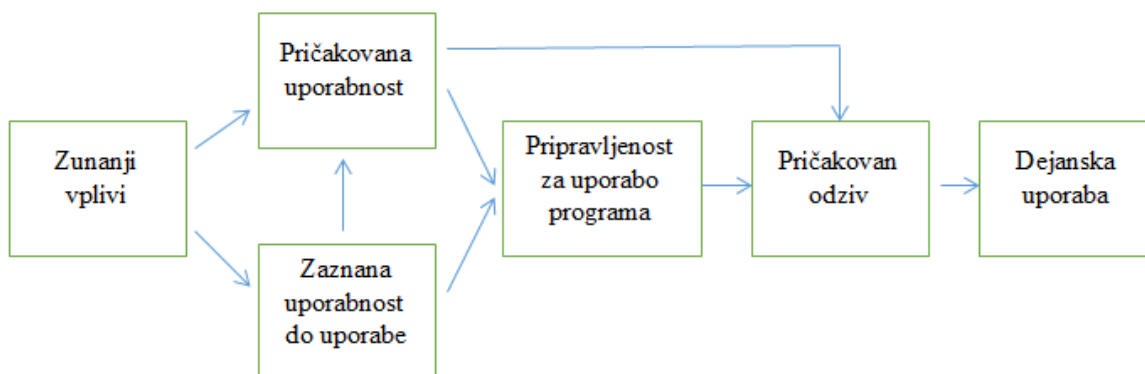 Zunanji
vplivi
Pričakovana
uporabnost
Zaznana
uporabnost
do uporabe
Pripravljenost
za uporabo
programa
Pričakovan
odziv
Dejanska
uporaba